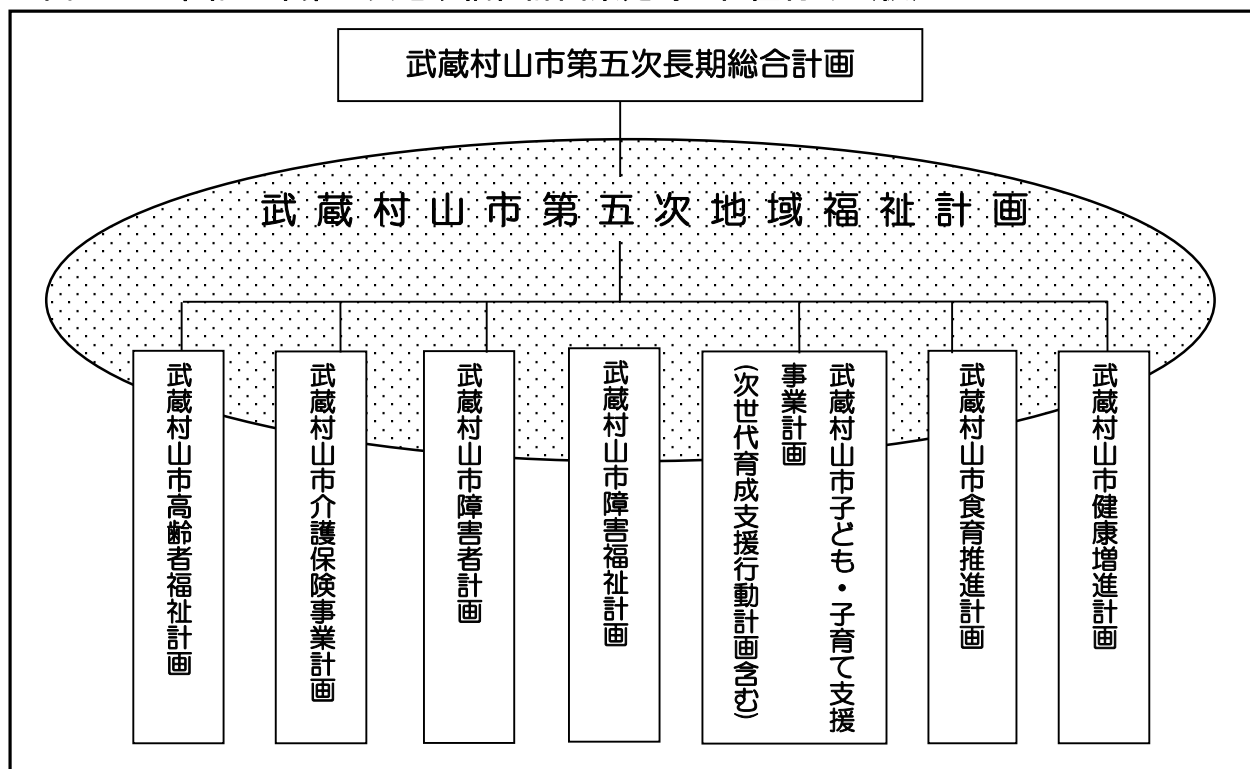 武蔵村山市第五次長期総合計画
武蔵村山市第五次地域福祉計画
武蔵村山市高齢者福祉計画
武蔵村山市介護保険事業計画
武蔵村山市障害者計画
武蔵村山市障害福祉計画
武蔵村山市子ども・子育て支援
事業計画
(次世代育成支援行動計画含む)
武蔵村山市食育推進計画
武蔵村山市健康増進計画